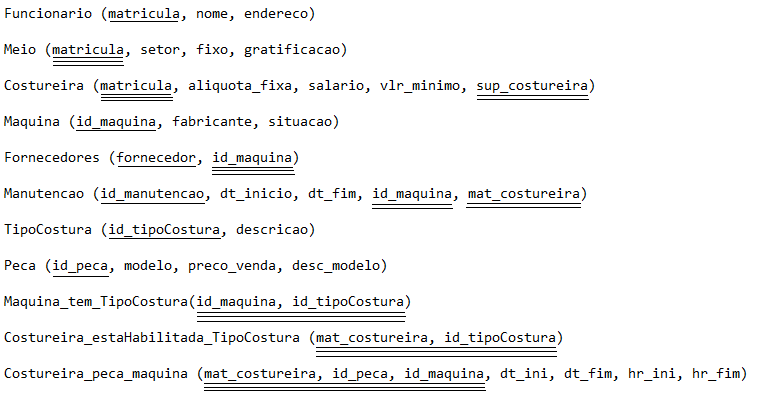 Funcionario (matricula, nome, endereco)
Meio (matricula, setor, fixo, gratificacao)
Costureira (matricula, aliquota_fixa, salario, vlr_minimo, sup_costureira)
Maquina (id_maquina, fabricante, situacao)
Fornecedores (fornecedor, id_maquina)
Manutencao (id_manutencao, dt_inicio, dt_fim, id_maquina, mat_costureira)
TipoCostura (id_tipoCostura, descricao)
Peca (id_peca, modelo, preco_venda, desc_modelo)
Maquina_tem_TipoCostura(id_maquina, id_tipoCostura)
Costureira_estaHabilitada_TipoCostura (mat_costureira, id_tipoCostura)
Costureira_peca_maquina (mat_costureira, id_peca, id_maquina, dt_ini, dt_fim, hr_ini, hr_fim)